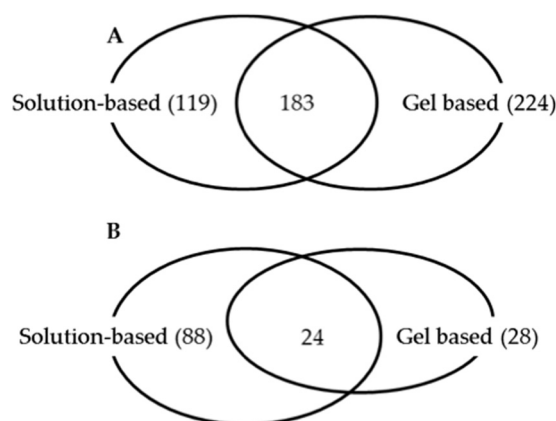 A
Solution-based (119) 183 Gel based (224)
B
Solution-based (88) 24 Gel based (28)